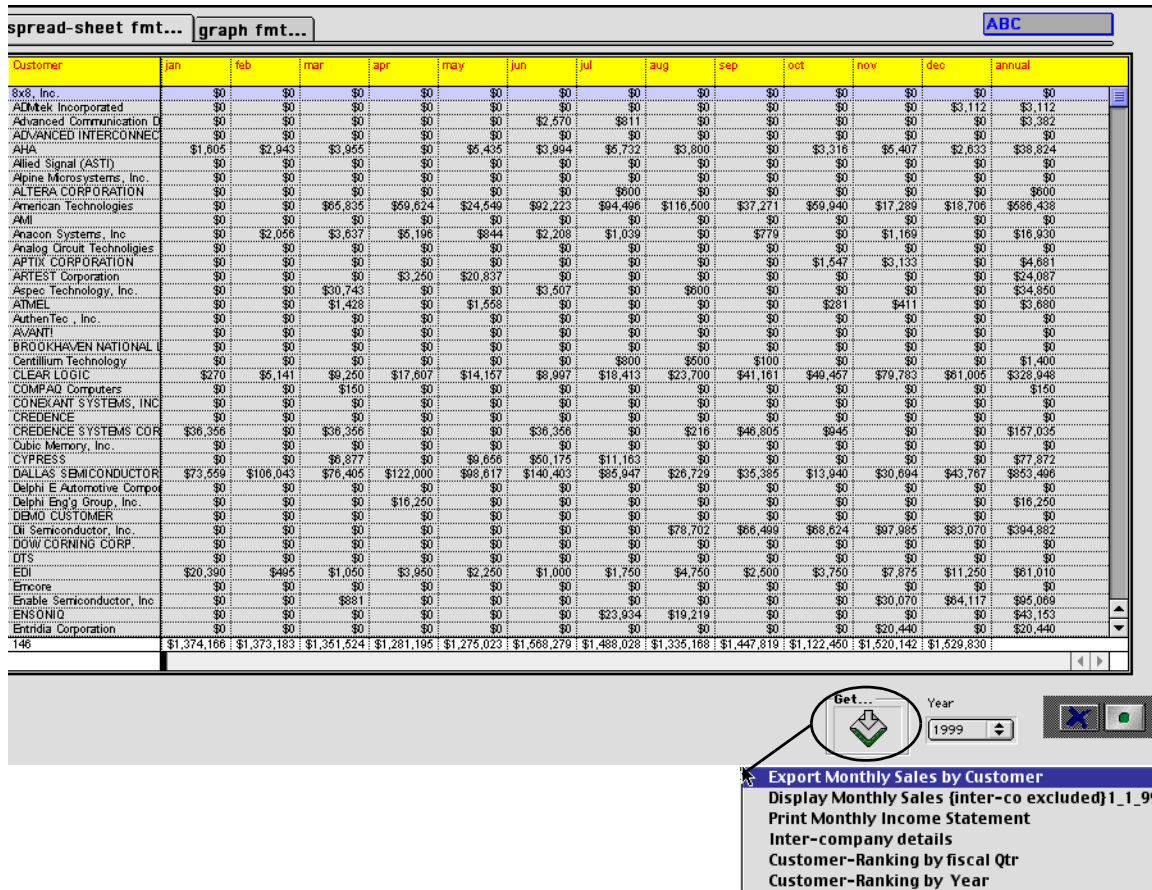 spread-sheet fmt... graph fmt... ABC
Customer jan feb mar apr may jun jul aug sep oct nov dec annual
8x8, Inc. $0 $0 $0 $0 $0 $0 $0 $0 $0 $0 $0 $0 $0
ADMtek Incorporated $0 $0 $0 $0 $0 $0 $0 $0 $0 $0 $0 $3,112 $3,112
Advanced Communication D $0 $0 $0 $0 $0 $2,570 $811 $0 $0 $0 $0 $0 $3,382
ADVANCED INTERCONNEC $0 $0 $0 $0 $0 $0 $0 $0 $0 $0 $0 $0 $0
AHA $1,605 $2,943 $3,955 $0 $5,435 $3,994 $5,732 $3,800 $0 $3,316 $5,407 $2,633 $38,824
Allied Signal (ASTI) $0 $0 $0 $0 $0 $0 $0 $0 $0 $0 $0 $0 $0
Alpine Microsystems, Inc. $0 $0 $0 $0 $0 $0 $0 $0 $0 $0 $0 $0 $0
ALTERA CORPORATION $0 $0 $0 $0 $0 $0 $600 $0 $0 $0 $0 $0 $600
American Technologies $0 $0 $65,835 $59,624 $24,549 $92,223 $94,496 $116,500 $37,271 $59,940 $17,289 $18,706 $586,438
AMI $0 $0 $0 $0 $0 $0 $0 $0 $0 $0 $0 $0 $0
Anacon Systems, Inc $0 $2,056 $3,637 $5,196 $844 $2,208 $1,039 $0 $779 $0 $1,169 $0 $16,930
Analog Circuit Technoligies $0 $0 $0 $0 $0 $0 $0 $0 $0 $0 $0 $0 $0
APTIX CORPORATION $0 $0 $0 $0 $0 $0 $0 $0 $0 $1,547 $3,133 $0 $4,681
ARTEST Corporation $0 $0 $0 $3,250 $20,837 $0 $0 $0 $0 $0 $0 $0 $24,087
Aspec Technology, Inc. $0 $0 $30,743 $0 $0 $3,507 $0 $600 $0 $0 $0 $0 $34,850
ATMEL $0 $0 $1,428 $0 $1,558 $0 $0 $0 $0 $281 $411 $0 $3,680
AuthenTec , Inc. $0 $0 $0 $0 $0 $0 $0 $0 $0 $0 $0 $0 $0
AVANT! $0 $0 $0 $0 $0 $0 $0 $0 $0 $0 $0 $0 $0
BROOKHAVEN NATIONAL L $0 $0 $0 $0 $0 $0 $0 $0 $0 $0 $0 $0 $0
Centillium Technology $0 $0 $0 $0 $0 $0 $800 $500 $100 $0 $0 $0 $1,400
CLEAR LOGIC $270 $5,141 $9,250 $17,607 $14,157 $8,997 $18,413 $23,700 $41,161 $49,457 $79,783 $61,005 $328,948
COMPAQ Computers $0 $0 $150 $0 $0 $0 $0 $0 $0 $0 $0 $0 $150
CONEXANT SYSTEMS, INC $0 $0 $0 $0 $0 $0 $0 $0 $0 $0 $0 $0 $0
CREDENCE $0 $0 $0 $0 $0 $0 $0 $0 $0 $0 $0 $0 $0
CREDENCE SYSTEMS COR $36,356 $0 $36,356 $0 $0 $36,356 $0 $216 $46,805 $945 $0 $0 $157,035
Cubic Memory, Inc. $0 $0 $0 $0 $0 $0 $0 $0 $0 $0 $0 $0 $0
CYPRESS $0 $0 $6,877 $0 $9,656 $50,175 $11,163 $0 $0 $0 $0 $0 $77,872
DALLAS SEMICONDUCTOR $73,559 $106,043 $76,405 $122,000 $98,617 $140,403 $85,947 $26,729 $35,385 $13,940 $30,694 $43,767 $853,496
Delphi E Automotive Compor $0 $0 $0 $0 $0 $0 $0 $0 $0 $0 $0 $0 $0
Delphi Eng'g Group, Inc. $0 $0 $0 $16,250 $0 $0 $0 $0 $0 $0 $0 $0 $16,250
DEMO CUSTOMER $0 $0 $0 $0 $0 $0 $0 $0 $0 $0 $0 $0 $0
Dii Semiconductor, Inc. $0 $0 $0 $0 $0 $0 $0 $78,702 $66,499 $68,624 $97,985 $83,070 $394,882
DOW CORNING CORP. $0 $0 $0 $0 $0 $0 $0 $0 $0 $0 $0 $0 $0
DTS $0 $0 $0 $0 $0 $0 $0 $0 $0 $0 $0 $0 $0
EDI $20,390 $495 $1,050 $3,950 $2,250 $1,000 $1,750 $4,750 $2,500 $3,750 $7,875 $11,250 $61,010
Emcore $0 $0 $0 $0 $0 $0 $0 $0 $0 $0 $0 $0 $0
Enable Semiconductor, Inc $0 $0 $881 $0 $0 $0 $0 $0 $0 $0 $30,070 $64,117 $95,069
ENSONIQ $0 $0 $0 $0 $0 $0 $23,934 $19,219 $0 $0 $0 $0 $43,153
Entridia Corporation $0 $0 $0 $0 $0 $0 $0 $0 $0 $0 $20,440 $0 $20,440
146 $1,374,166 $1,373,183 $1,351,524 $1,281,195 $1,275,023 $1,568,279 $1,488,028 $1,335,168 $1,447,819 $1,122,450 $1,520,142 $1,529,830
Get... Year
1999
Export Monthly Sales by Customer
Display Monthly Sales {inter-co excluded}1_1_99
Print Monthly Income Statement
Inter-company details
Customer-Ranking by fiscal Qtr
Customer-Ranking by Year